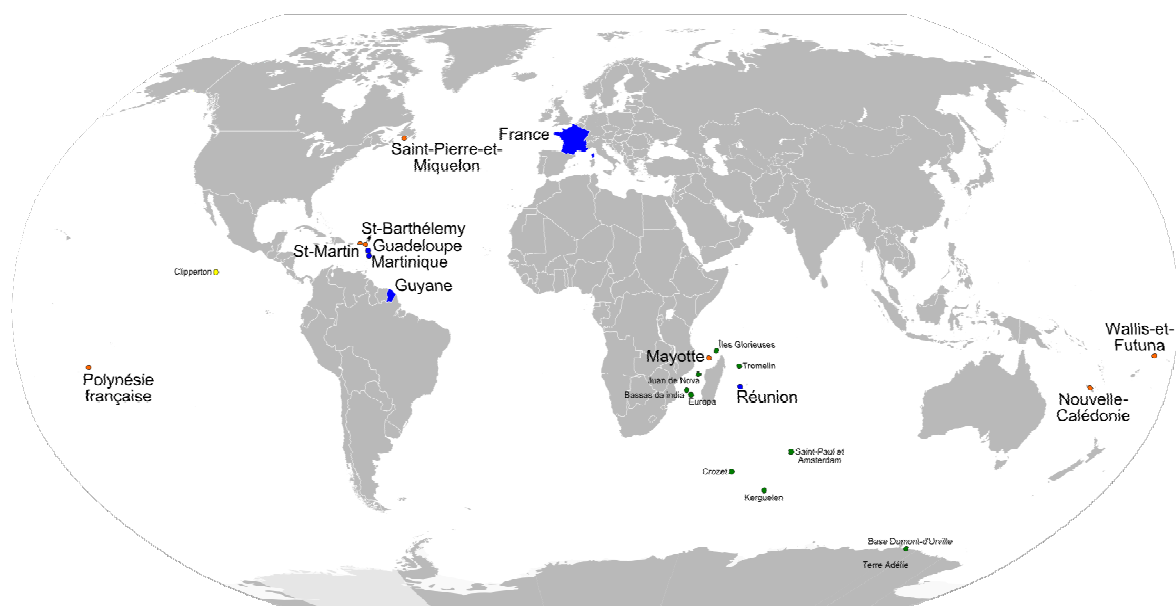 France
Saint-Pierre-et-
Miquelon
St-Barthélemy
St-Martin
Guadeloupe
Martinique
Clipperton
Guyane
Wallis-et-
Futuna
Îles Glorieuses
Mayotte
Tromelin
Polynésie
française
Juan de Nova
Bassas da india
Europa
Réunion
Nouvelle-
Calédonie
Saint-Paul et
Amsterdam
Crozet
Kerguelen
Base Dumont-d'Urville
Terre Adélie